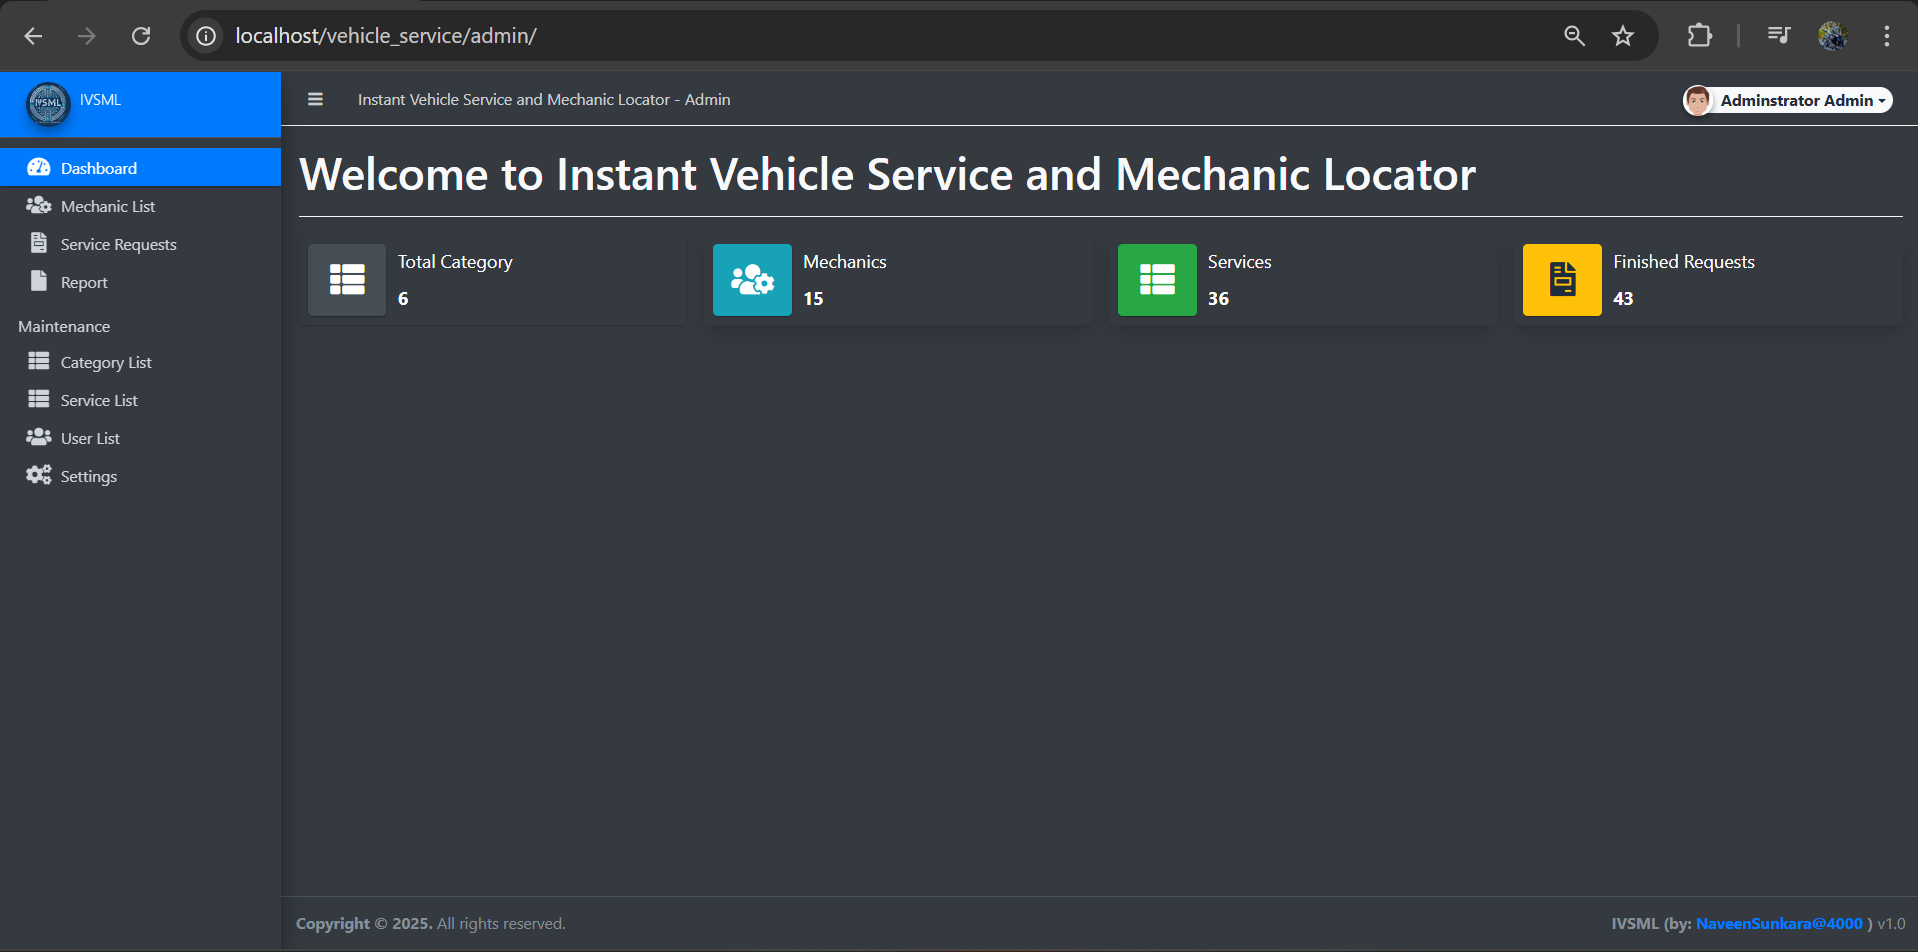 localhost/vehicle_service/admin/
IVSML
IVSML
Instant Vehicle Service and Mechanic Locator - Admin
Adminstrator Admin
Dashboard
Mechanic List
Service Requests
Report
Maintenance
Category List
Service List
User List
Settings
Welcome to Instant Vehicle Service and Mechanic Locator
Total Category
6
Mechanics
15
Services
36
Finished Requests
43
Copyright © 2025. All rights reserved.
IVSML (by: NaveenSunkara@4000 ) v1.0